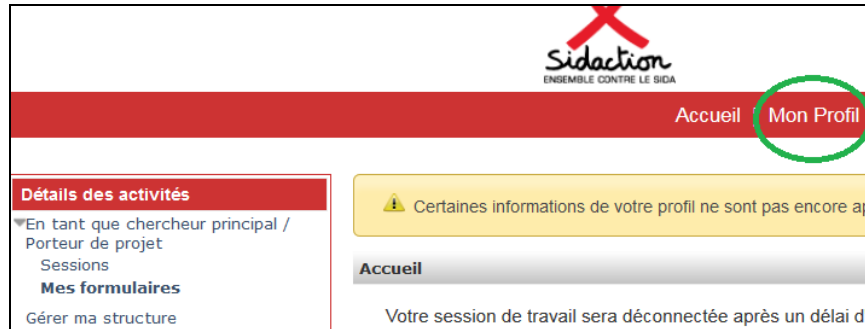 Sidaction
ENSEMBLE CONTRE LE SIDA
Accueil | Mon Profil
Détails des activités
En tant que chercheur principal /
Porteur de projet
Sessions
Mes formulaires
Gérer ma structure
Certaines informations de votre profil ne sont pas encore
Accueil
Votre session de travail sera déconnectée après un délai